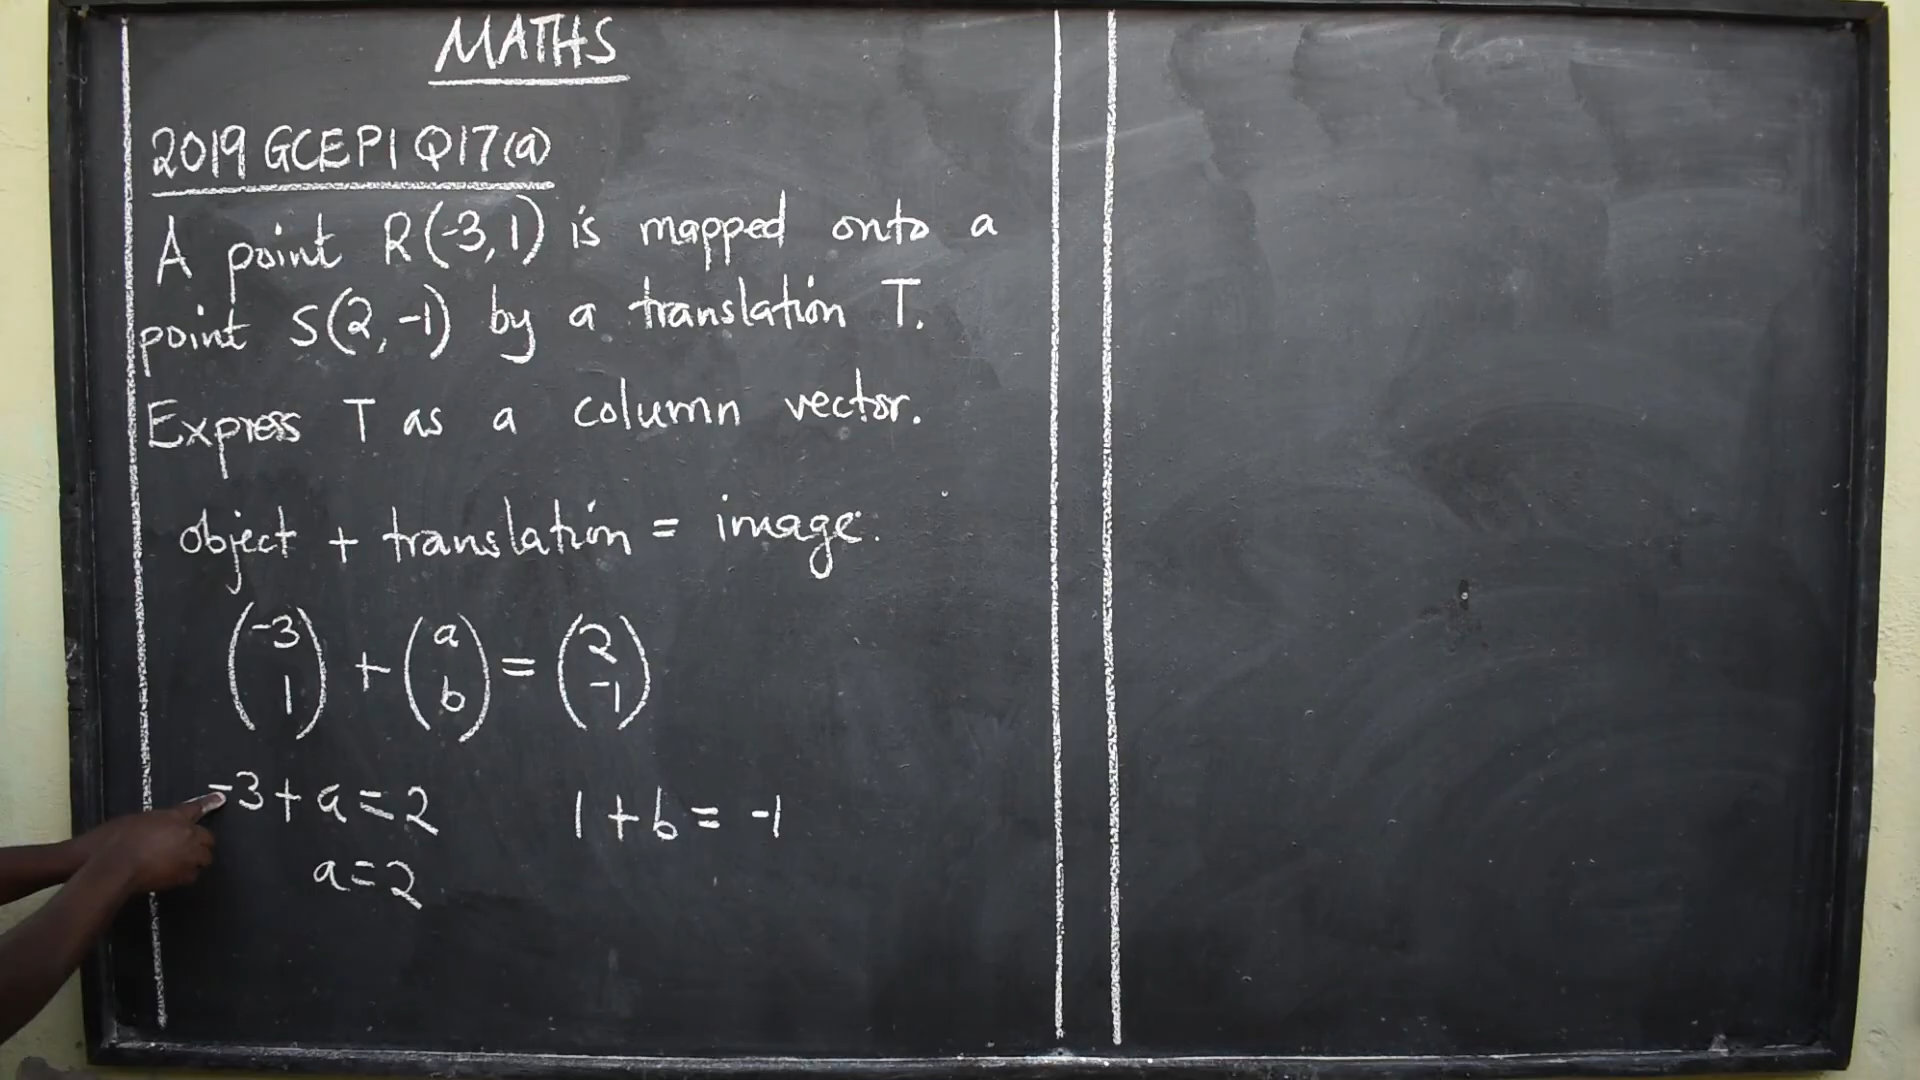 MATHS
2019 GCE P1 Q17(a)
A point R(-3,1) is mapped onto a
point S(2,-1) by a translation T.
Express T as a column vector.
object + translation = image.
(-3 1) + (a b) = (2 -1)
-3+a=2 1+b=-1
a=2